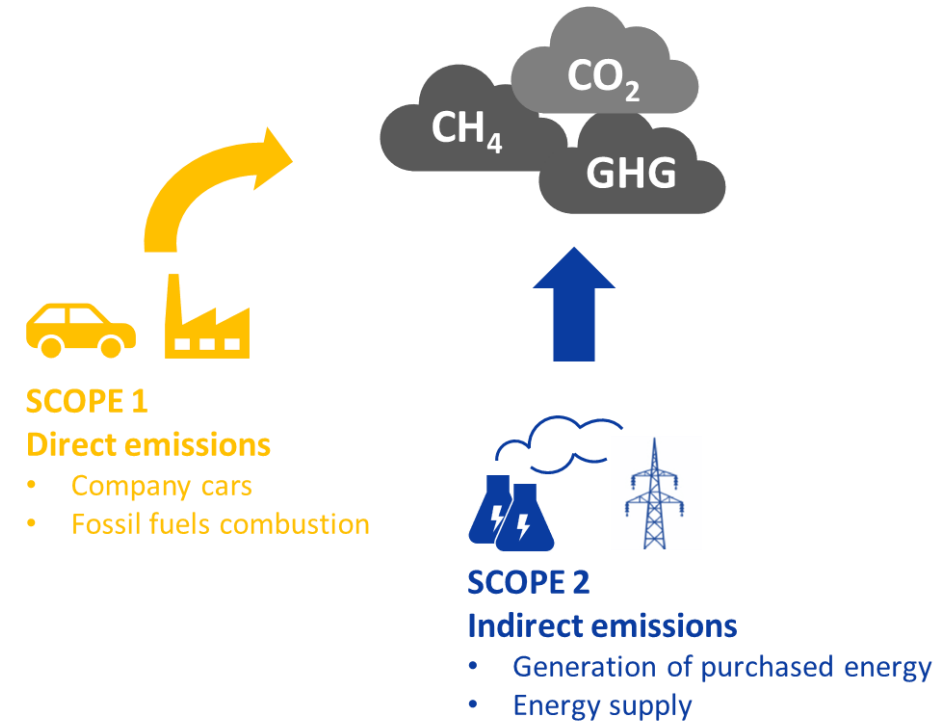 CO₂
CH₄
GHG
SCOPE 1
Direct emissions
• Company cars
• Fossil fuels combustion
SCOPE 2
Indirect emissions
• Generation of purchased energy
• Energy supply